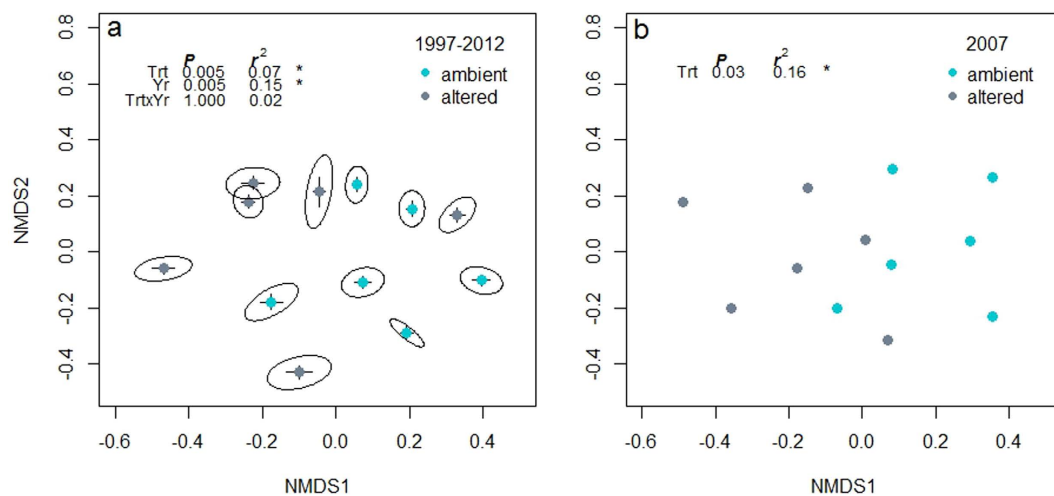 a
1997-2012
P r²
Trt 0.005 0.07 *
Yr 0.005 0.15 *
TrtxYr 1.000 0.02
ambient
altered
NMDS2
0.8
0.6
0.4
0.2
0.0
-0.2
-0.4
-0.6 -0.4 -0.2 0.0 0.2 0.4
NMDS1
b
2007
P r²
Trt 0.03 0.16 *
ambient
altered
0.8
0.6
0.4
0.2
0.0
-0.2
-0.4
-0.6 -0.4 -0.2 0.0 0.2 0.4
NMDS1